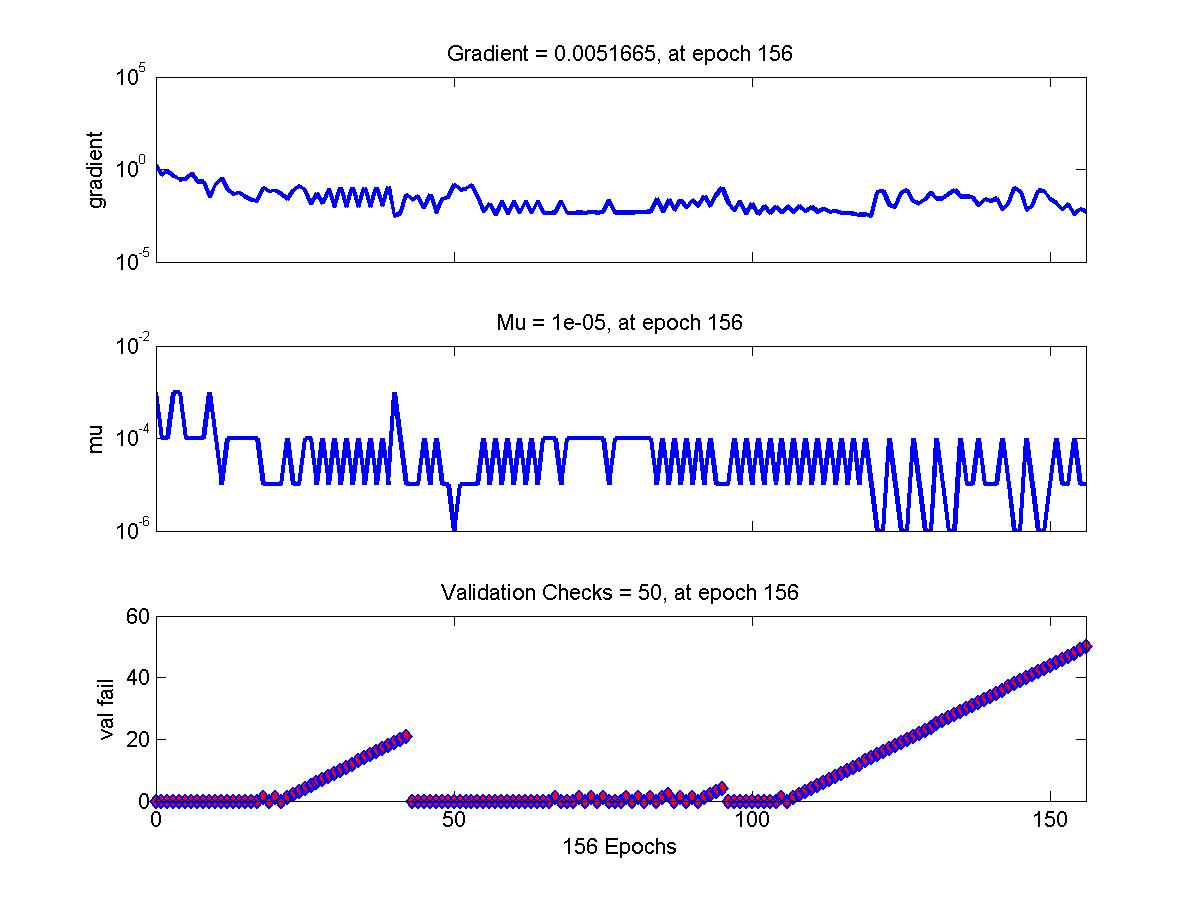 Gradient = 0.0051665, at epoch 156
10^5
10^0
10^-5
gradient
Mu = 1e-05, at epoch 156
10^-2
10^-4
10^-6
mu
Validation Checks = 50, at epoch 156
60
40
20
0
val fail
0 50 100 150
156 Epochs